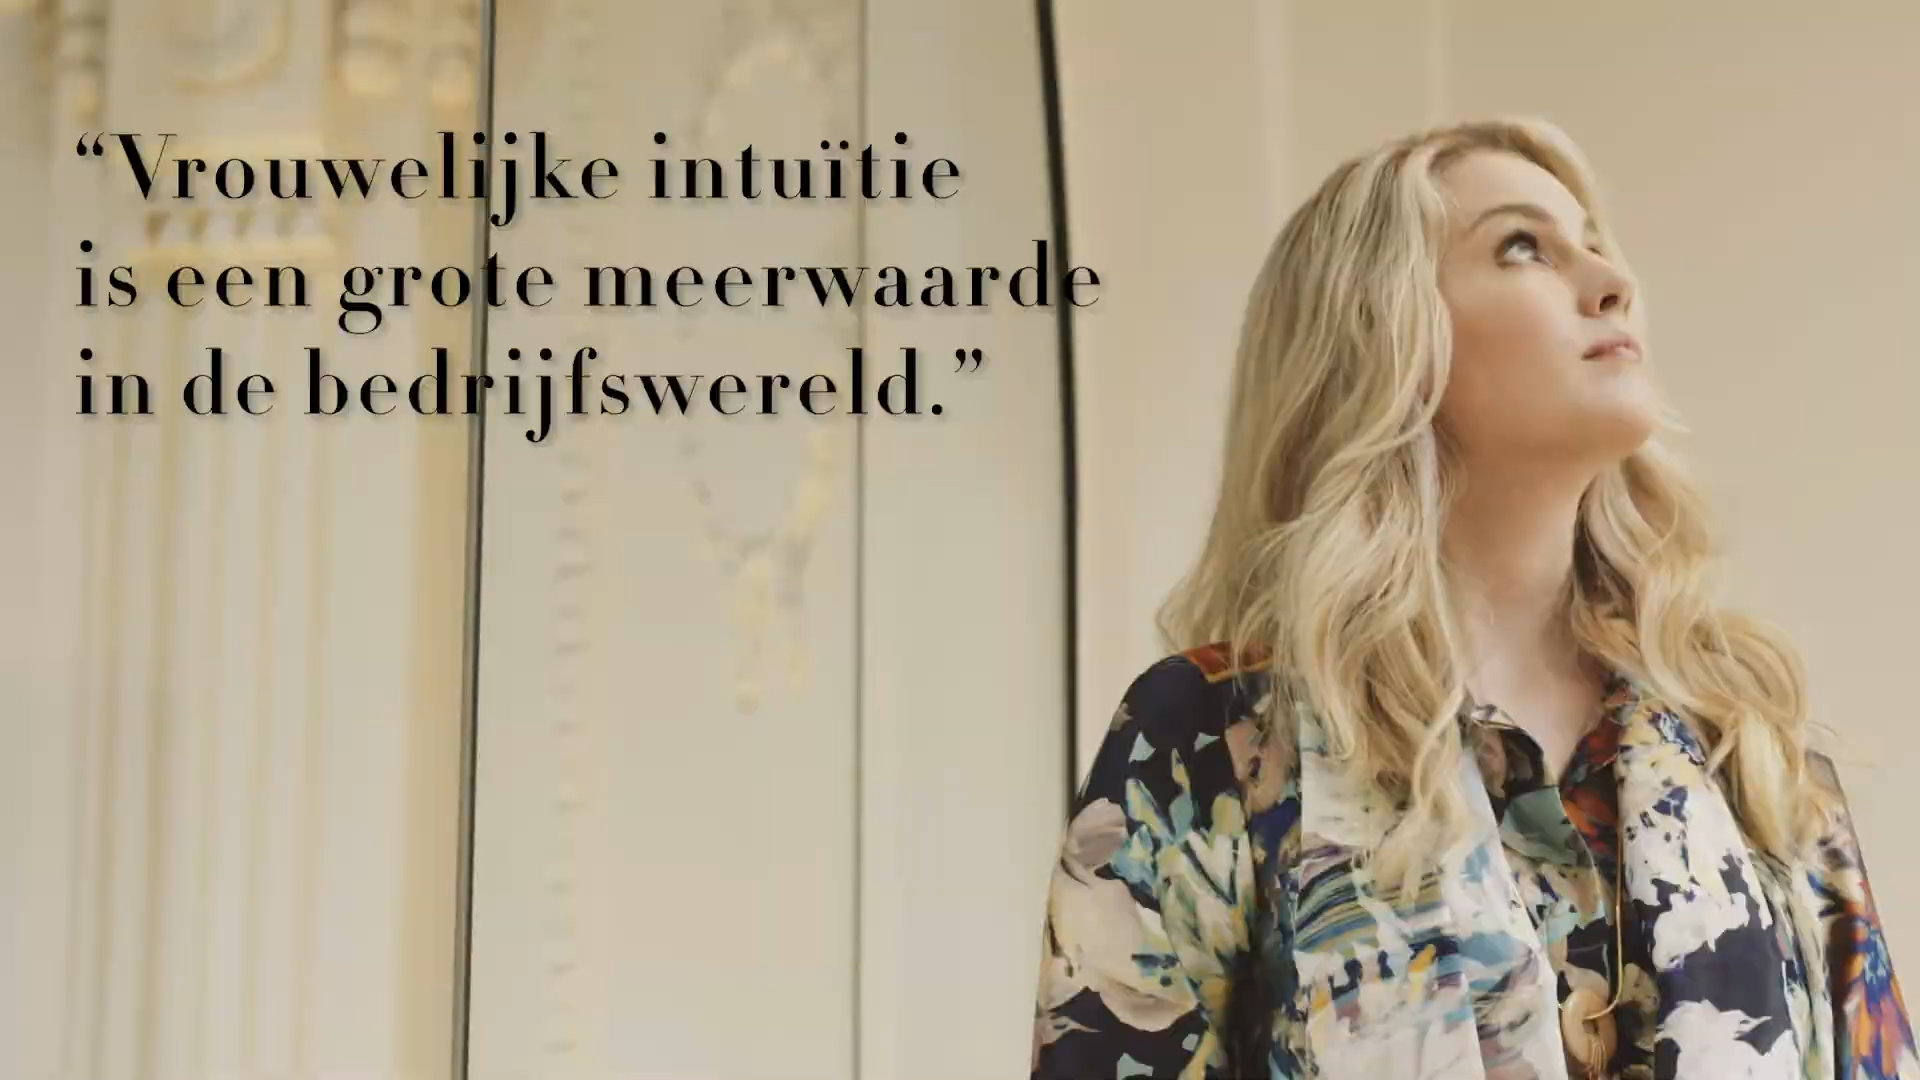 “Vrouwelijke intuïtie
is een grote meerwaarde
in de bedrijfswereld.”